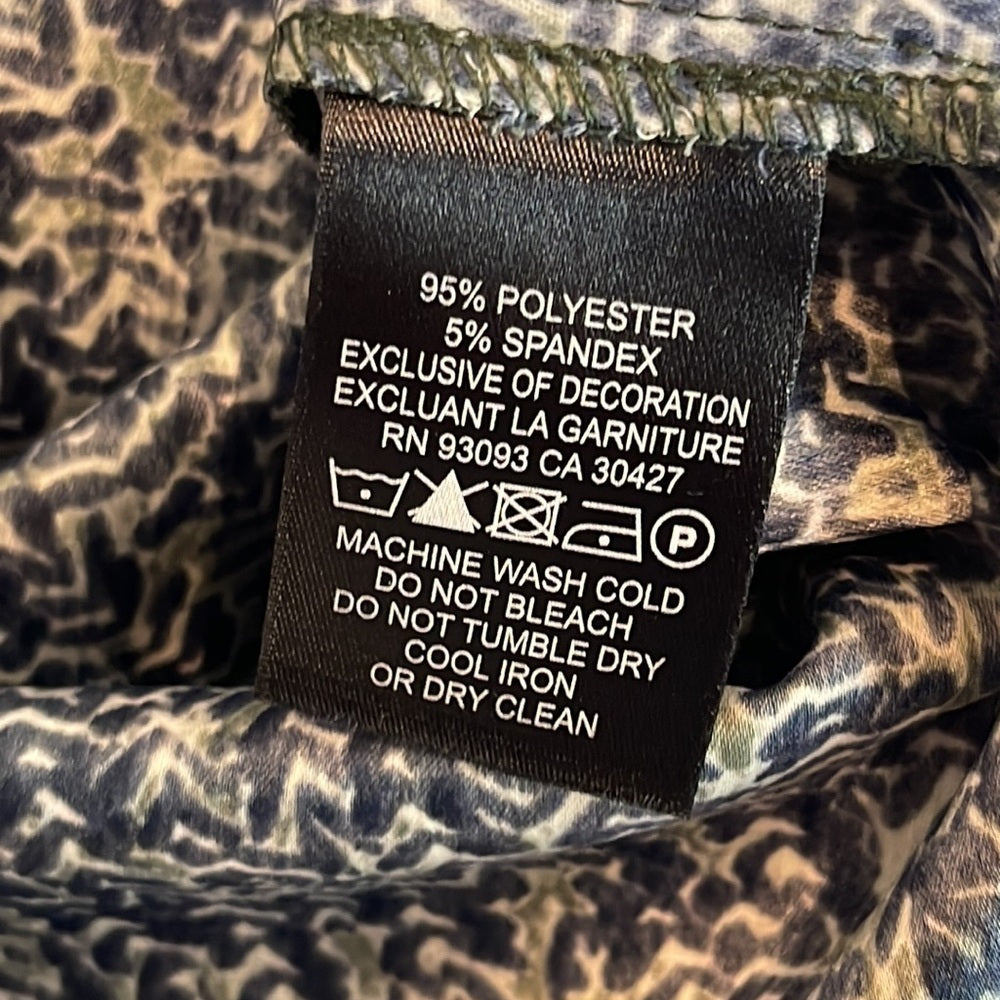 95% POLYESTER
5% SPANDEX
EXCLUSIVE OF DECORATION
EXCLUANT LA GARNITURE
RN 93093 CA 30427
P
MACHINE WASH COLD
DO NOT BLEACH
DO NOT TUMBLE DRY
COOL IRON
OR DRY CLEAN